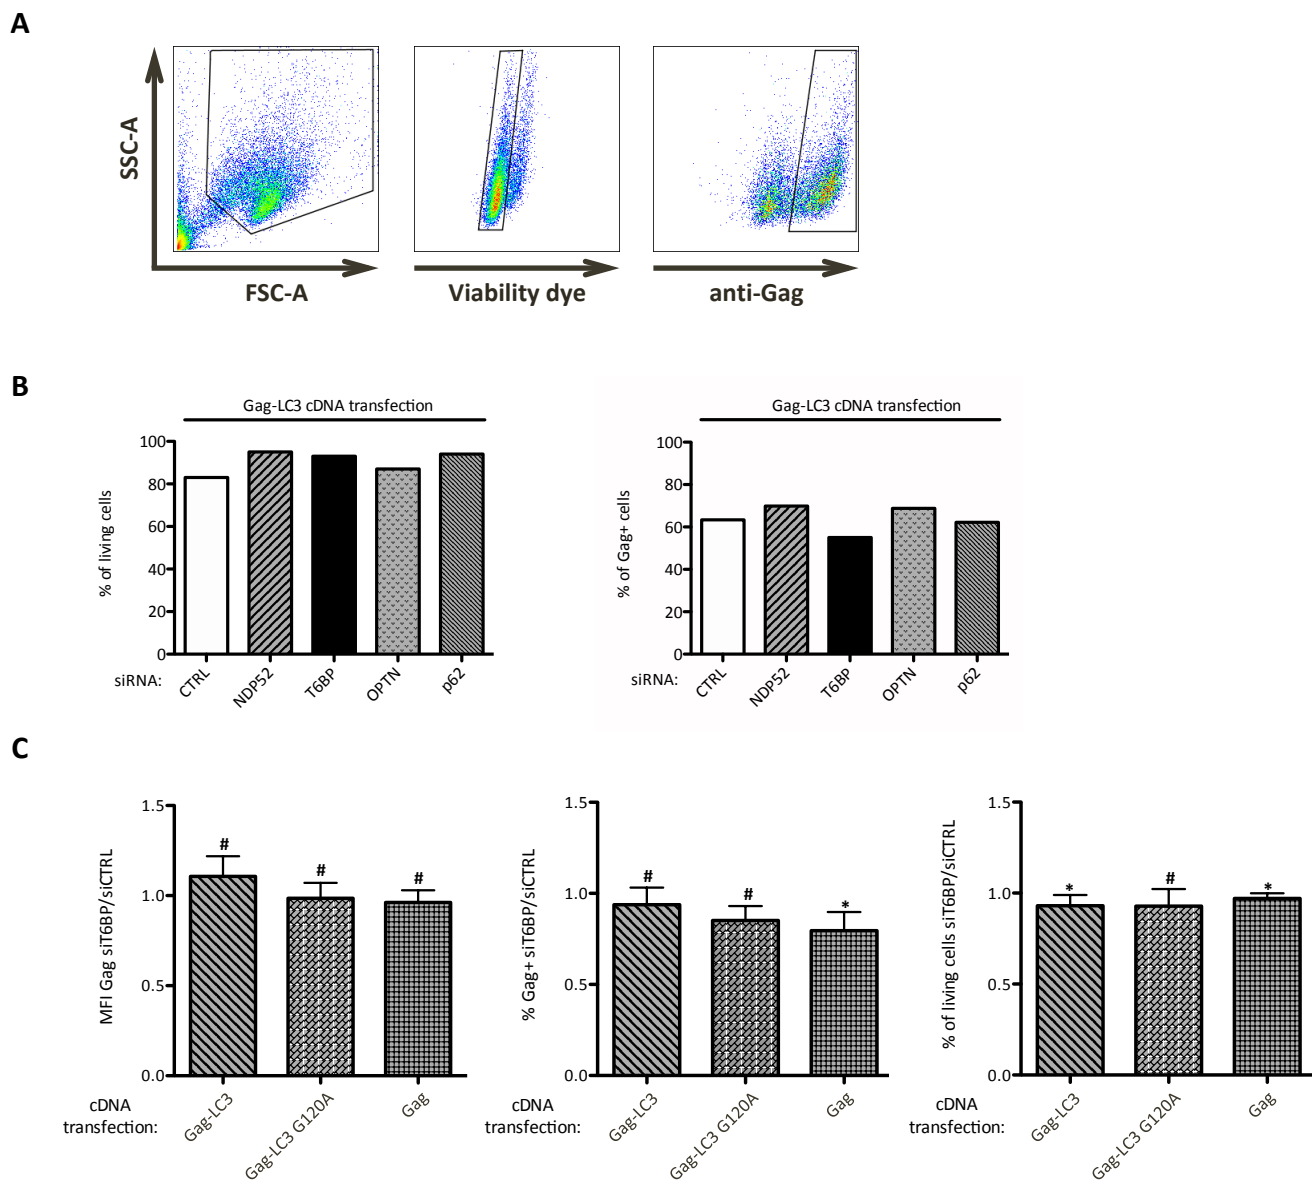 A
SSC-A
FSC-A
Viability dye
anti-Gag
B
Gag-LC3 cDNA transfection
% of living cells
100
80
60
40
20
0
siRNA:
CTRL
NDP52
T6BP
OPTN
p62
Gag-LC3 cDNA transfection
% of Gag+ cells
100
80
60
40
20
0
siRNA:
CTRL
NDP52
T6BP
OPTN
p62
C
MFI Gag siT6BP/siCTRL
1.5
1.0
0.5
0.0
#
#
#
cDNA
transfection:
Gag-LC3
Gag-LC3 G120A
Gag
% Gag+ siT6BP/siCTRL
1.5
1.0
0.5
0.0
#
#
*
cDNA
transfection:
Gag-LC3
Gag-LC3 G120A
Gag
% of living cells siT6BP/siCTRL
1.5
1.0
0.5
0.0
*
#
*
cDNA
transfection:
Gag-LC3
Gag-LC3 G120A
Gag